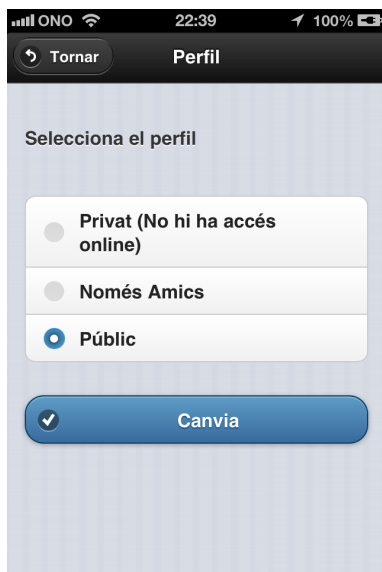 ONO 22:39 100%
Tornar Perfil
Selecciona el perfil
Privat (No hi ha accés
online)
Només Amics
Públic
Canvia